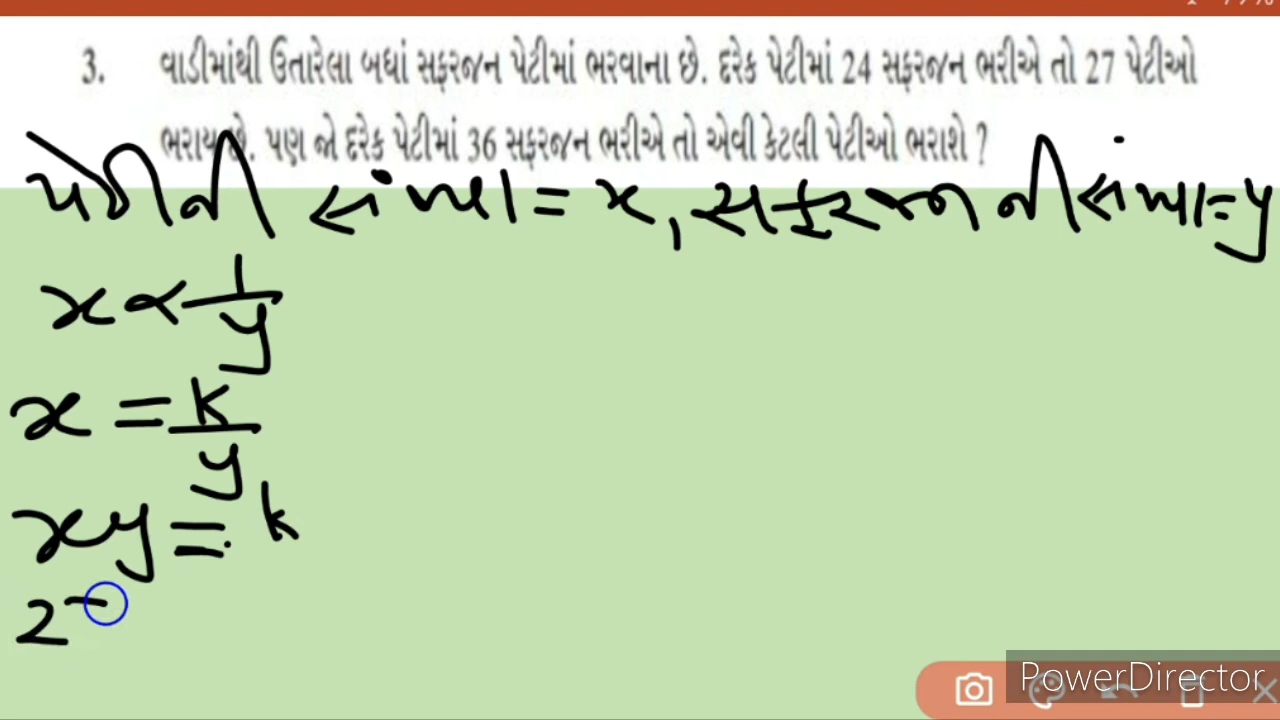 3. વાડીમાંથી ઉતારેલા બધાં સફરજન પેટીમાં ભરવાના છે. દરેક પેટીમાં 24 સફરજન ભરીએ તો 27 પેટીઓ
ભરાય છે. પણ જો દરેક પેટીમાં 36 સફરજન ભરીએ તો એવી કેટલી પેટીઓ ભરાશે ?
પેટીની સંખ્યા = x, સફરજનની સંખ્યા = y
x ∝ 1/y
x = k/y
xy = k
2
PowerDirector